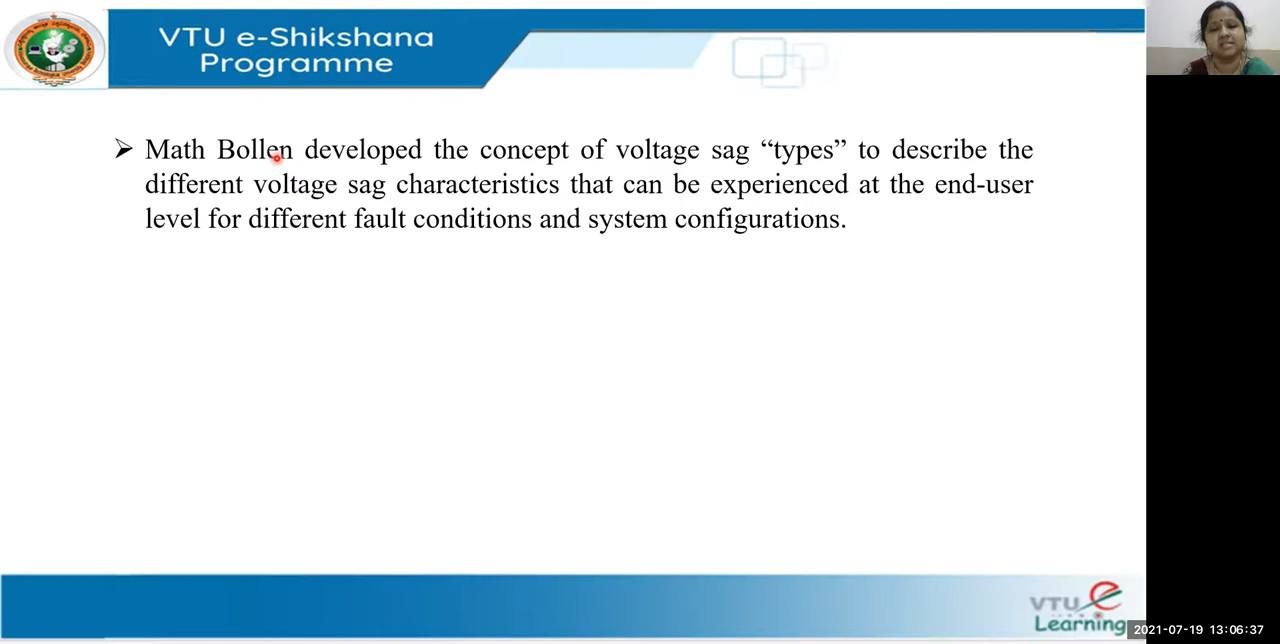 VTU e-Shikshana
Programme
➢ Math Bollen developed the concept of voltage sag “types” to describe the
different voltage sag characteristics that can be experienced at the end-user
level for different fault conditions and system configurations.
VTU e
Learning
2021-07-19 13:06:37